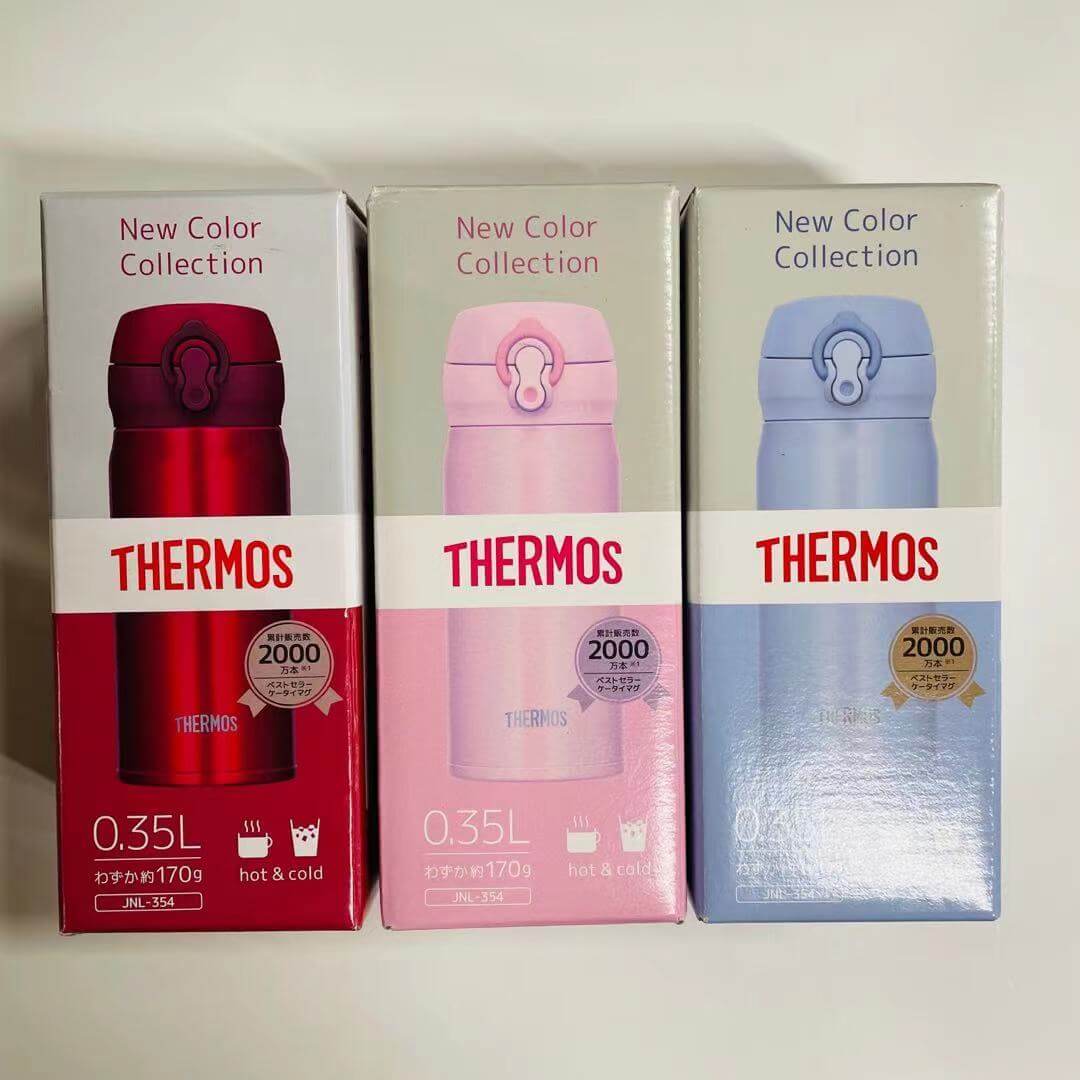 New Color
Collection
THERMOS
累計販売数
2000
万本 ※1
ベストセラー
ケータイマグ
THERMOS
0.35L
わずか約170g
JNL-354
hot & cold
New Color
Collection
THERMOS
累計販売数
2000
万本 ※1
ベストセラー
ケータイマグ
THERMOS
0.35L
わずか約170g
JNL-354
hot & cold
New Color
Collection
THERMOS
累計販売数
2000
万本 ※1
ベストセラー
ケータイマグ
THERMOS
JNL-354